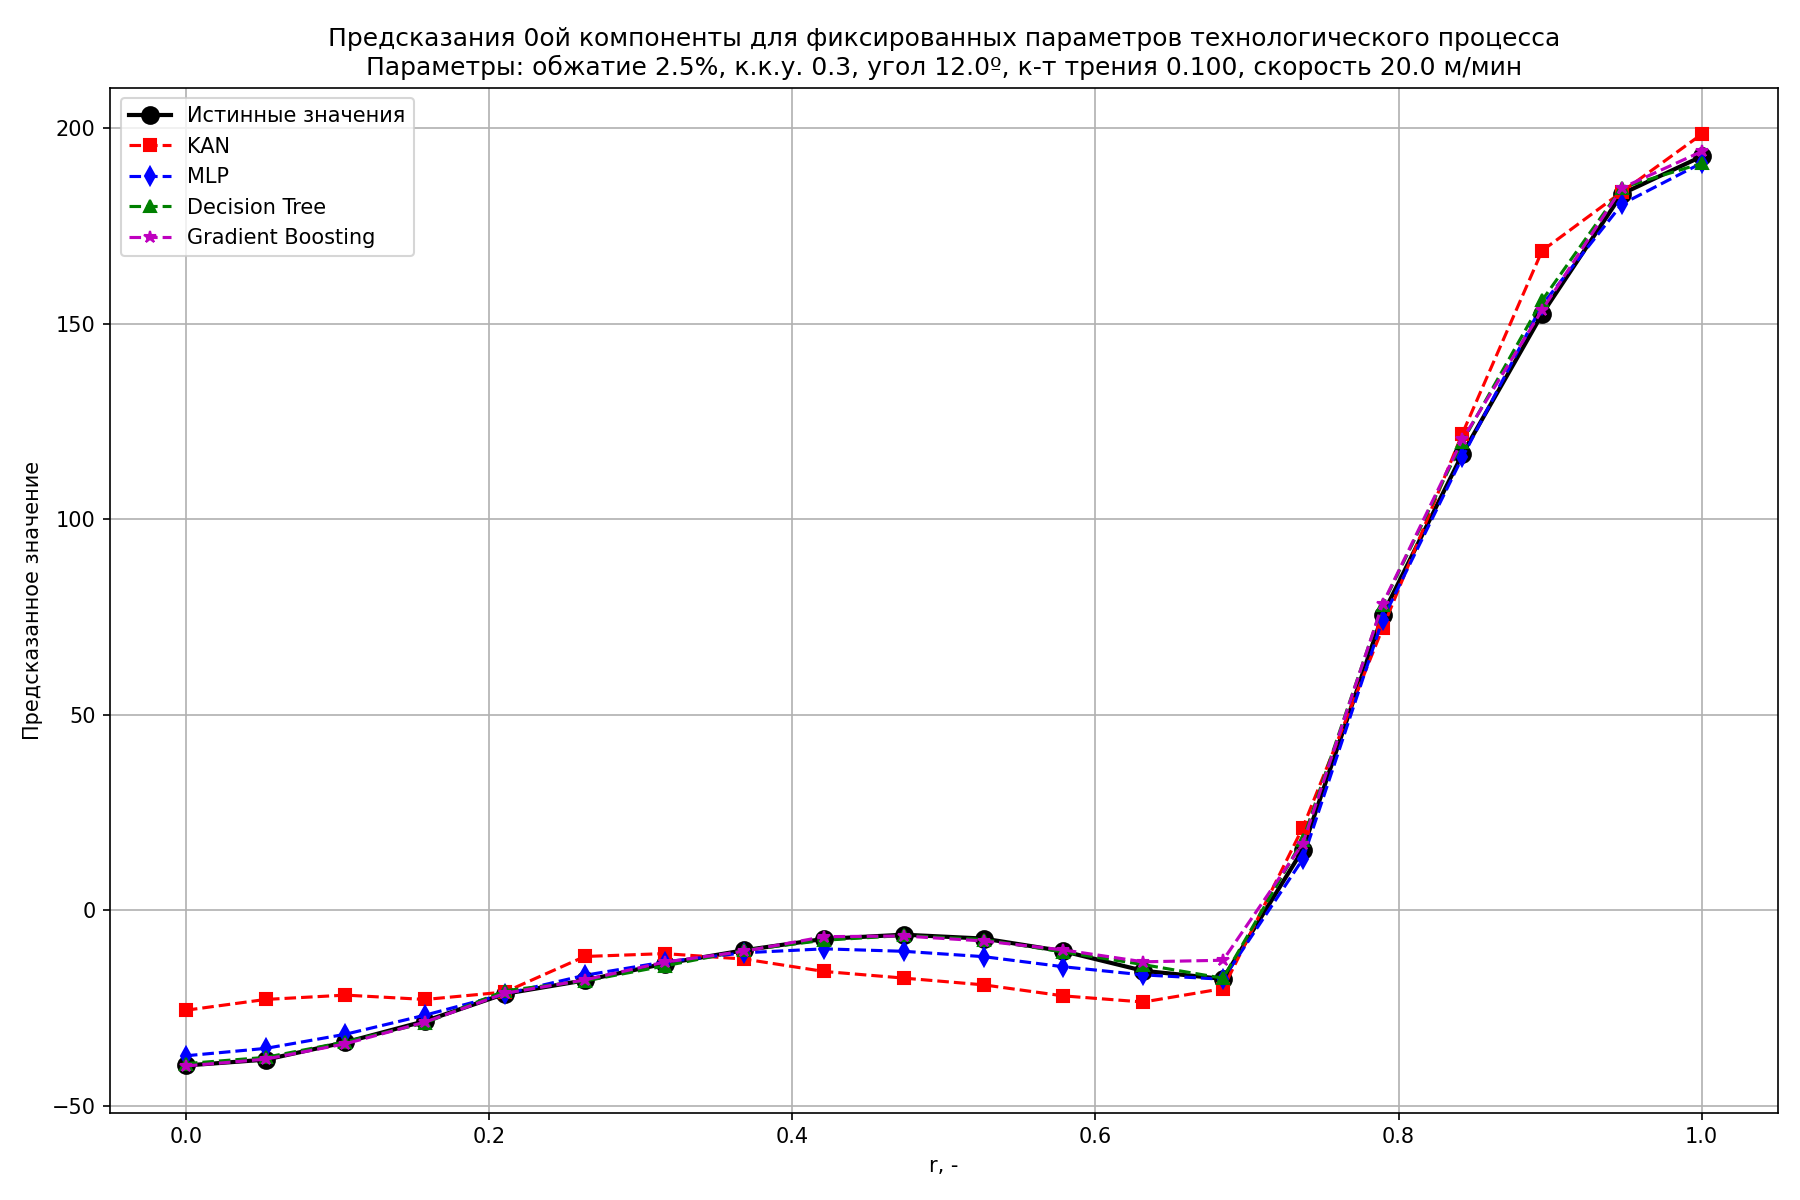 Предсказания 0ой компоненты для фиксированных параметров технологического процесса
Параметры: обжатие 2.5%, к.к.у. 0.3, угол 12.0º, к-т трения 0.100, скорость 20.0 м/мин
Истинные значения
KAN
MLP
Decision Tree
Gradient Boosting
Предсказанное значение
200
150
100
50
0
−50
0.0
0.2
0.4
0.6
0.8
1.0
r, -